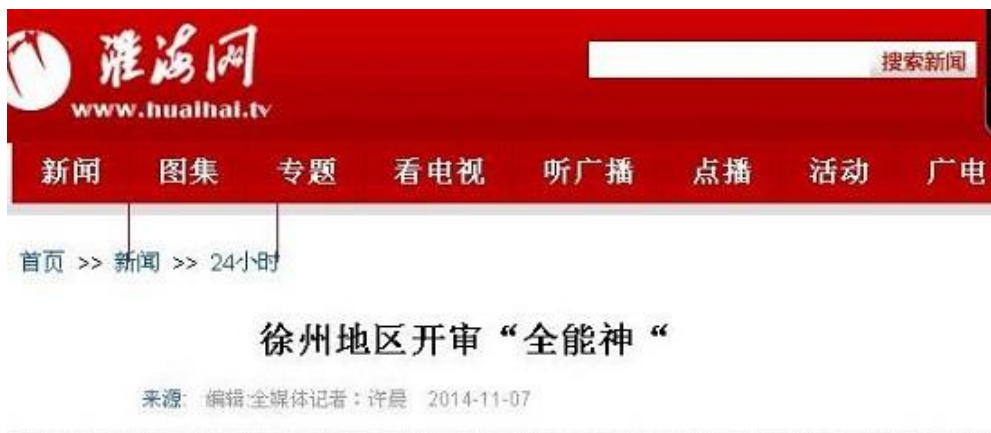 淮海网
www.huaihai.tv
搜索新闻
新闻 图集 专题 看电视 听广播 点播 活动 广电
首页 >> 新闻 >> 24小时
徐州地区开审“全能神“
来源: 编辑:全媒体记者：许晨 2014-11-07